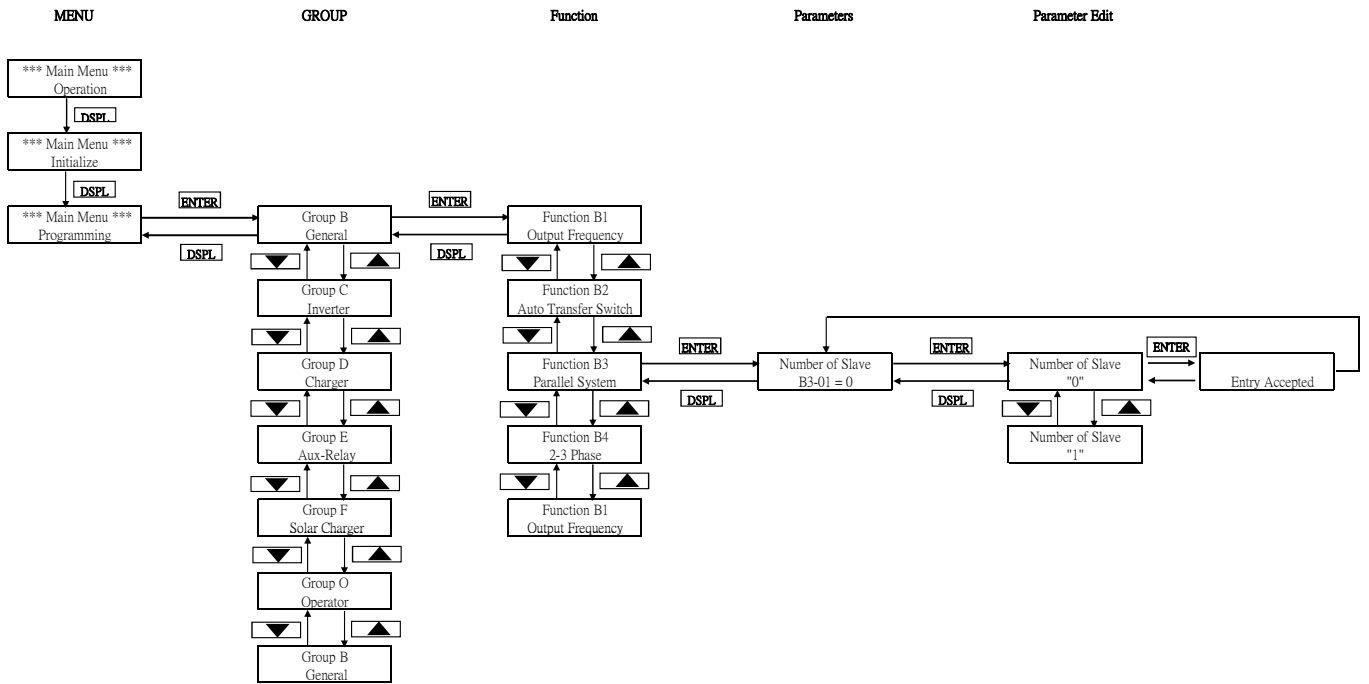 MENU
GROUP
Function
Parameters
Parameter Edit
*** Main Menu ***
Operation
DSPL
*** Main Menu ***
Initialize
DSPL
*** Main Menu ***
Programming
ENTER
DSPL
Group B
General
ENTER
DSPL
Function B1
Output Frequency
Group C
Inverter
Function B2
Auto Transfer Switch
Group D
Charger
Function B3
Parallel System
ENTER
DSPL
Number of Slave
B3-01 = 0
ENTER
DSPL
Number of Slave
"0"
ENTER
Entry Accepted
Group E
Aux-Relay
Function B4
2-3 Phase
Number of Slave
"1"
Group F
Solar Charger
Function B1
Output Frequency
Group O
Operator
Group B
General